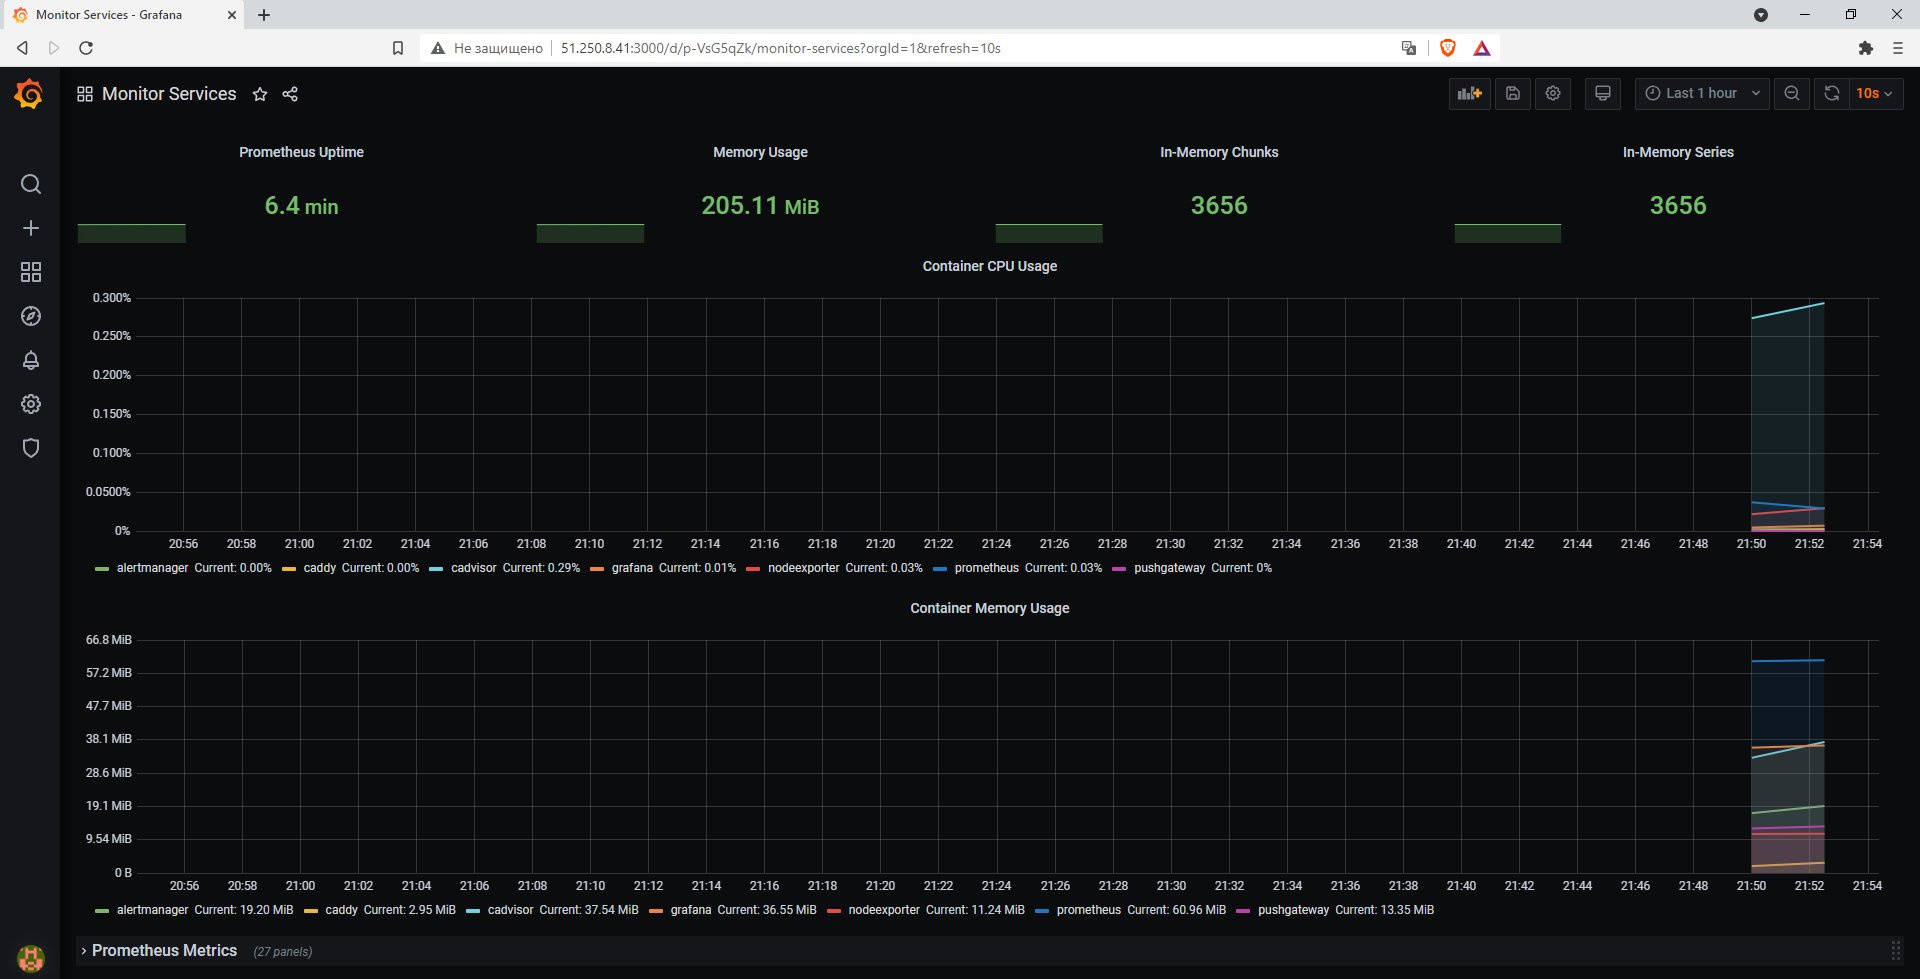 Monitor Services - Grafana
Не защищено 51.250.8.41:3000/d/p-VsG5qZk/monitor-services?orgId=1&refresh=10s
Monitor Services Last 1 hour 10s
Prometheus Uptime Memory Usage In-Memory Chunks In-Memory Series
6.4 min 205.11 MiB 3656 3656
Container CPU Usage
0.300%
0.250%
0.200%
0.150%
0.100%
0.0500%
0%
20:56 20:58 21:00 21:02 21:04 21:06 21:08 21:10 21:12 21:14 21:16 21:18 21:20 21:22 21:24 21:26 21:28 21:30 21:32 21:34 21:36 21:38 21:40 21:42 21:44 21:46 21:48 21:50 21:52 21:54
alertmanager Current: 0.00% caddy Current: 0.00% cadvisor Current: 0.29% grafana Current: 0.01% nodeexporter Current: 0.03% prometheus Current: 0.03% pushgateway Current: 0%
Container Memory Usage
66.8 MiB
57.2 MiB
47.7 MiB
38.1 MiB
28.6 MiB
19.1 MiB
9.54 MiB
0 B
20:56 20:58 21:00 21:02 21:04 21:06 21:08 21:10 21:12 21:14 21:16 21:18 21:20 21:22 21:24 21:26 21:28 21:30 21:32 21:34 21:36 21:38 21:40 21:42 21:44 21:46 21:48 21:50 21:52 21:54
alertmanager Current: 19.20 MiB caddy Current: 2.95 MiB cadvisor Current: 37.54 MiB grafana Current: 36.55 MiB nodeexporter Current: 11.24 MiB prometheus Current: 60.96 MiB pushgateway Current: 13.35 MiB
Prometheus Metrics (27 panels)